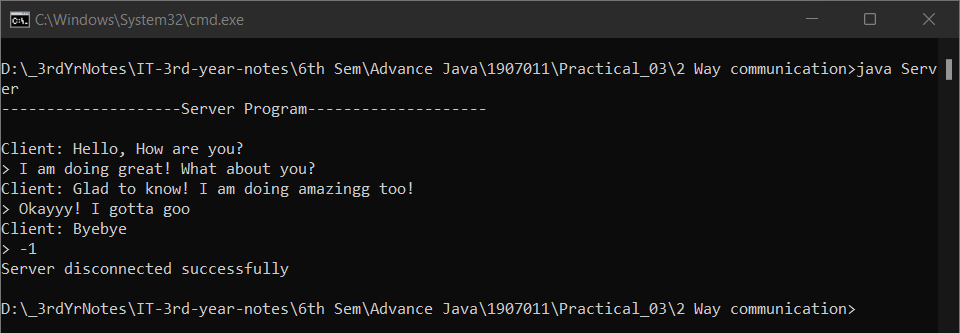 C:\Windows\System32\cmd.exe
D:\_3rdYrNotes\IT-3rd-year-notes\6th Sem\Advance Java\1907011\Practical_03\2 Way communication>java Serv
er
--------------------Server Program--------------------
Client: Hello, How are you?
> I am doing great! What about you?
Client: Glad to know! I am doing amazingg too!
> Okayyy! I gotta goo
Client: Byebye
> -1
Server disconnected successfully
D:\_3rdYrNotes\IT-3rd-year-notes\6th Sem\Advance Java\1907011\Practical_03\2 Way communication>